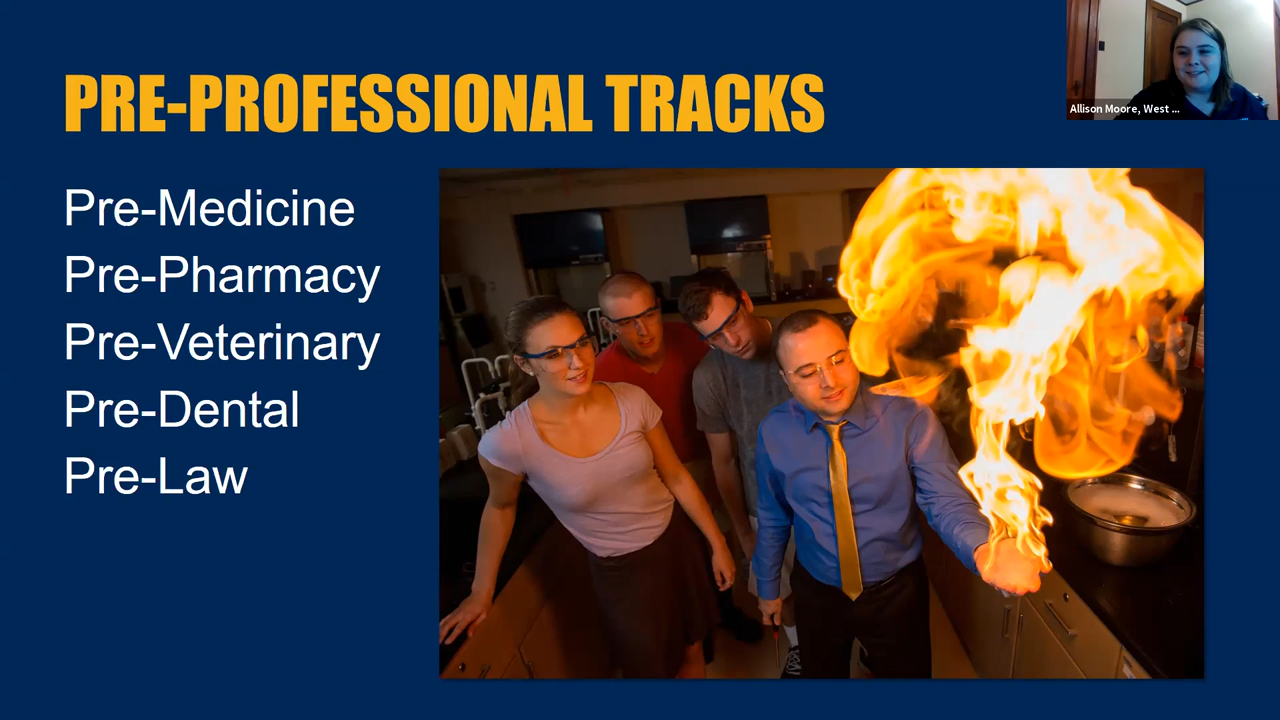 PRE-PROFESSIONAL TRACKS
Allison Moore, West ...
Pre-Medicine
Pre-Pharmacy
Pre-Veterinary
Pre-Dental
Pre-Law